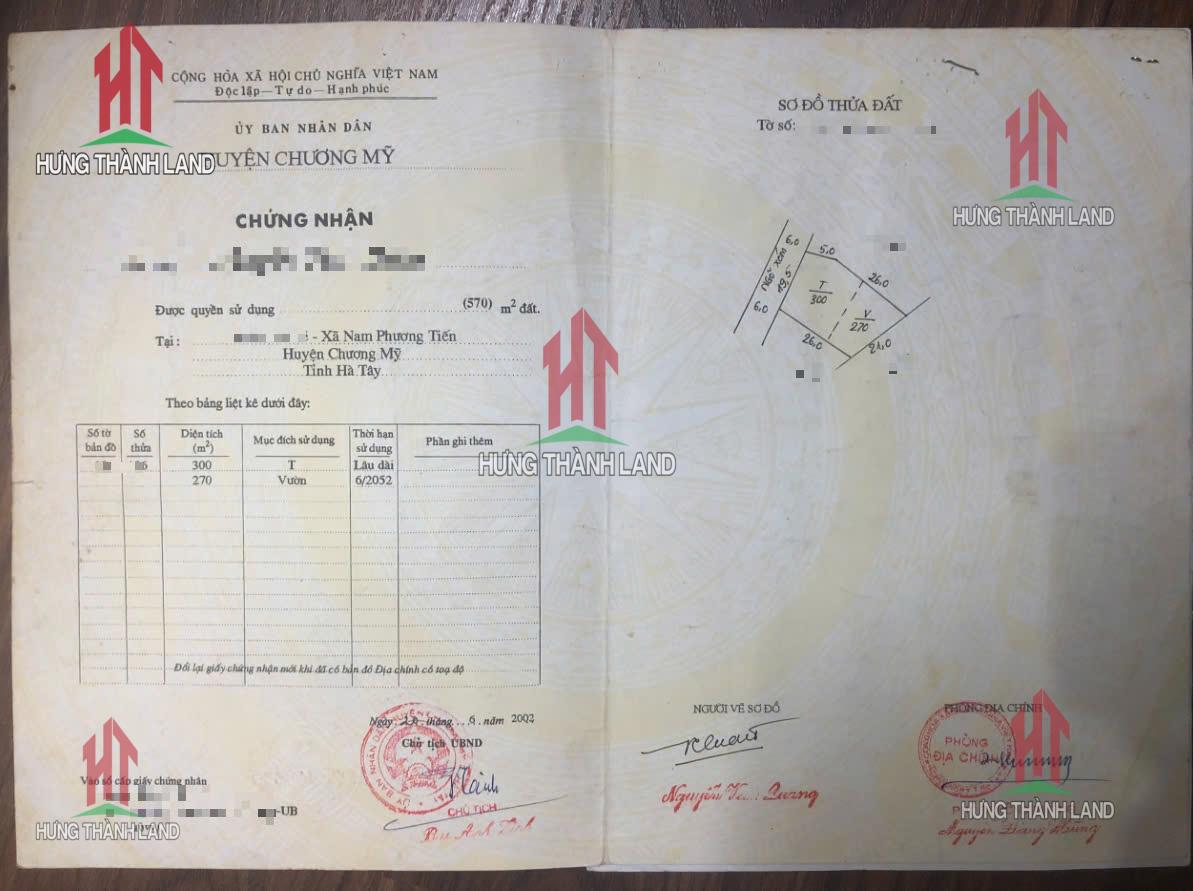 CỘNG HÒA XÃ HỘI CHỦ NGHĨA VIỆT NAM
Độc lập — Tự do — Hạnh phúc
ỦY BAN NHÂN DÂN
HUYỆN CHƯƠNG MỸ
CHỨNG NHẬN
Được quyền sử dụng (570) m² đất.
Tại : - Xã Nam Phương Tiến
Huyện Chương Mỹ
Tỉnh Hà Tây
Theo bảng liệt kê dưới đây:
Số tờ bản đồ Số thửa Diện tích (m²) Mục đích sử dụng Thời hạn sử dụng Phần ghi thêm
300 T Lâu dài
270 Vườn 6/2052
Đổi lại giấy chứng nhận mới khi đã có bản đồ Địa chính có toạ độ
Ngày tháng 6 năm 2002
Chủ tịch UBND
CHỦ TỊCH
Vào sổ cấp giấy chứng nhận
-UB
SƠ ĐỒ THỬA ĐẤT
Tờ số:
Ngõ xóm
6,0
19,5
6,0
5,0
26,0
T
300
V
270
26,0
21,0
NGƯỜI VẼ SƠ ĐỒ
PHÒNG ĐỊA CHÍNH
PHÒNG
ĐỊA CHÍNH
HƯNG THÀNH LAND
HƯNG THÀNH LAND
HƯNG THÀNH LAND
HƯNG THÀNH LAND
HƯNG THÀNH LAND